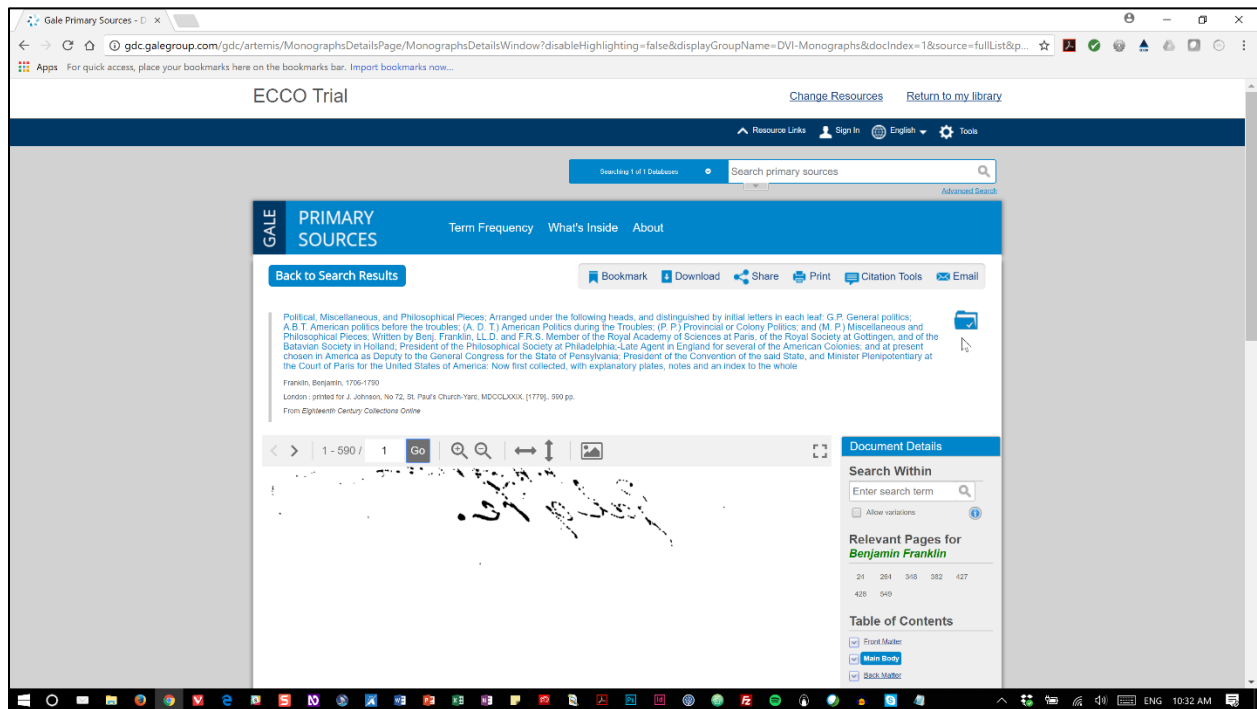 Gale Primary Sources - D
gdc.galegroup.com/gdc/artemis/MonographsDetailsPage/MonographsDetailsWindow?disableHighlighting=false&displayGroupName=DVI-Monographs&docIndex=1&source=fullList&p...
Apps For quick access, place your bookmarks here on the bookmarks bar. Import bookmarks now...
ECCO Trial
Change Resources Return to my library
Resource Links Sign In English Tools
Searching 1 of 1 Databases Search primary sources
Advanced Search
GALE PRIMARY SOURCES
Term Frequency What's Inside About
Back to Search Results
Bookmark Download Share Print Citation Tools Email
Political, Miscellaneous, and Philosophical Pieces; Arranged under the following heads, and distinguished by initial letters in each leaf: G.P. General politics;
A.B.T. American politics before the troubles; (A. D. T.) American Politics during the Troubles; (P. P.) Provincial or Colony Politics; and (M. P.) Miscellaneous and
Philosophical Pieces; Written by Benj. Franklin, LL.D. and F.R.S. Member of the Royal Academy of Sciences at Paris, of the Royal Society at Gottingen, and of the
Batavian Society in Holland; President of the Philosophical Society at Philadelphia;-Late Agent in England for several of the American Colonies; and at present
chosen in America as Deputy to the General Congress for the State of Pensylvania; President of the Convention of the said State, and Minister Plenipotentiary at
the Court of Paris for the United States of America: Now first collected, with explanatory plates, notes and an index to the whole
Franklin, Benjamin, 1706-1790
London : printed for J. Johnson, No 72, St. Paul's Church-Yard, MDCCLXXIX. [1779]., 590 pp.
From Eighteenth Century Collections Online
1 - 590 / 1 Go
Document Details
Search Within
Enter search term
Allow variations
Relevant Pages for
Benjamin Franklin
24 264 348 382 427
428 549
Table of Contents
Front Matter
Main Body
Back Matter
ENG 10:32 AM